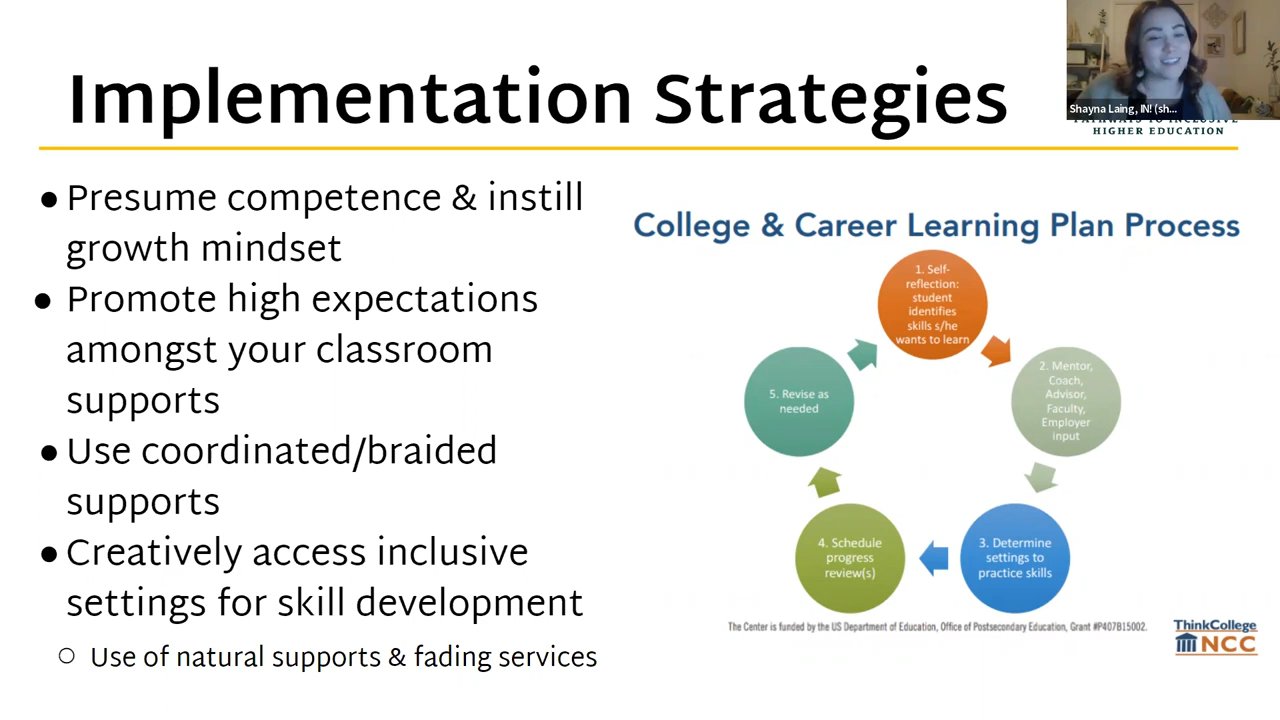 Implementation Strategies
Shayna Laing, IN! (sh...
PATHWAYS TO INCLUSIVE
HIGHER EDUCATION
● Presume competence & instill
growth mindset
● Promote high expectations
amongst your classroom
supports
● Use coordinated/braided
supports
● Creatively access inclusive
settings for skill development
○ Use of natural supports & fading services
College & Career Learning Plan Process
1. Self-
reflection:
student
identifies
skills s/he
wants to learn
2. Mentor,
Coach,
Advisor,
Faculty,
Employer
input
3. Determine
settings to
practice skills
4. Schedule
progress
review(s)
5. Revise as
needed
The Center is funded by the US Department of Education, Office of Postsecondary Education, Grant #P407B15002.
ThinkCollege
NCC